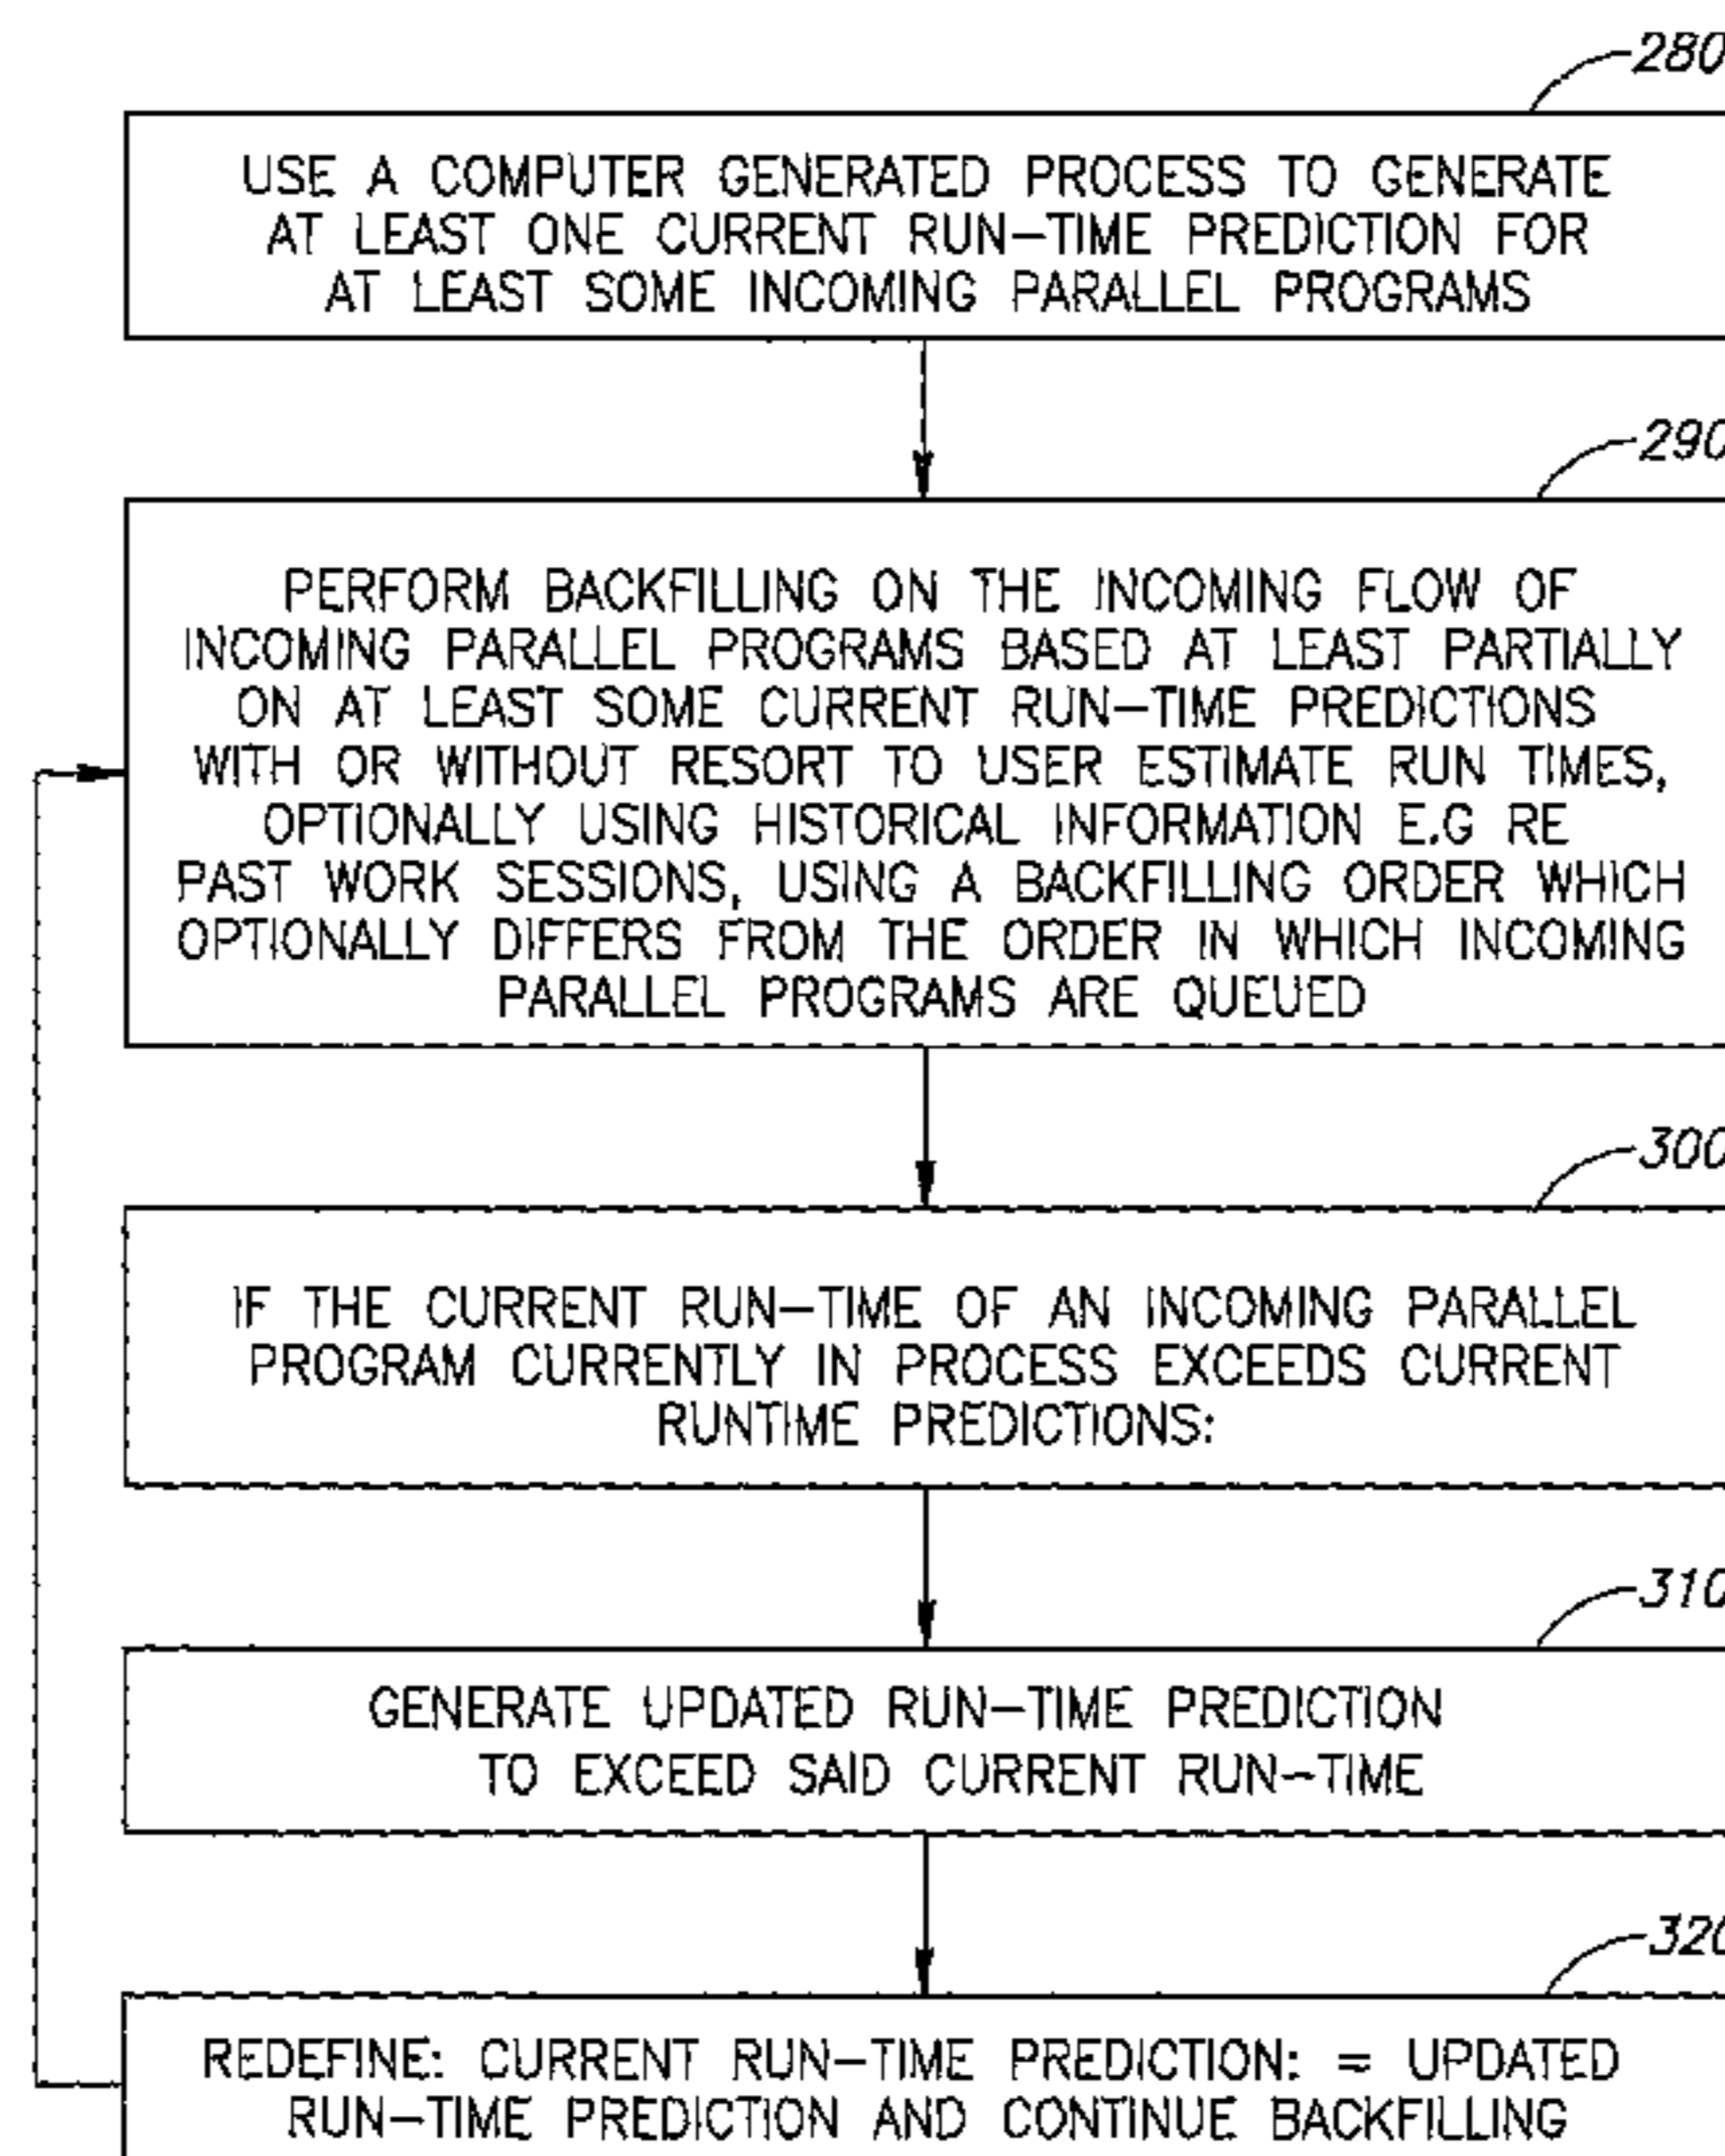 280
USE A COMPUTER GENERATED PROCESS TO GENERATE
AT LEAST ONE CURRENT RUN-TIME PREDICTION FOR
AT LEAST SOME INCOMING PARALLEL PROGRAMS
290
PERFORM BACKFILLING ON THE INCOMING FLOW OF
INCOMING PARALLEL PROGRAMS BASED AT LEAST PARTIALLY
ON AT LEAST SOME CURRENT RUN-TIME PREDICTIONS
WITH OR WITHOUT RESORT TO USER ESTIMATE RUN TIMES,
OPTIONALLY USING HISTORICAL INFORMATION E.G RE
PAST WORK SESSIONS, USING A BACKFILLING ORDER WHICH
OPTIONALLY DIFFERS FROM THE ORDER IN WHICH INCOMING
PARALLEL PROGRAMS ARE QUEUED
300
IF THE CURRENT RUN-TIME OF AN INCOMING PARALLEL
PROGRAM CURRENTLY IN PROCESS EXCEEDS CURRENT
RUNTIME PREDICTIONS:
310
GENERATE UPDATED RUN-TIME PREDICTION
TO EXCEED SAID CURRENT RUN-TIME
320
REDEFINE: CURRENT RUN-TIME PREDICTION: = UPDATED
RUN-TIME PREDICTION AND CONTINUE BACKFILLING